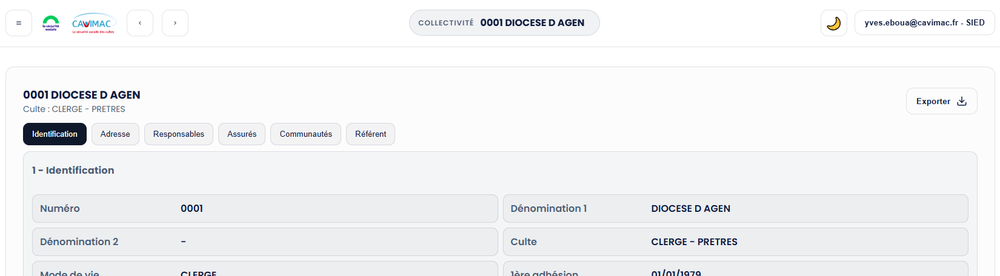 la sécurité
sociale
CAVIMAC
La sécurité sociale des cultes
COLLECTIVITÉ 0001 DIOCESE D AGEN
yves.eboua@cavimac.fr - SIED
0001 DIOCESE D AGEN
Culte : CLERGE - PRETRES
Exporter
Identification Adresse Responsables Assurés Communautés Référent
1 - Identification
Numéro 0001 Dénomination 1 DIOCESE D AGEN
Dénomination 2 - Culte CLERGE - PRETRES
Mode de vie CLERGE 1ère adhésion 01/01/1979